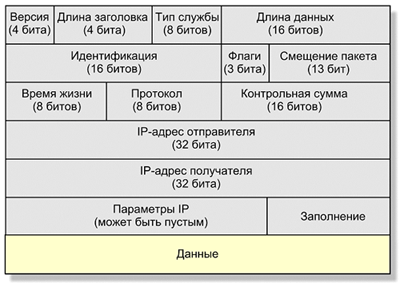 Версия
(4 бита)
Длина заголовка
(4 бита)
Тип службы
(8 битов)
Длина данных
(16 битов)
Идентификация
(16 битов)
Флаги
(3 бита)
Смещение пакета
(13 бит)
Время жизни
(8 битов)
Протокол
(8 битов)
Контрольная сумма
(16 битов)
IP-адрес отправителя
(32 бита)
IP-адрес получателя
(32 бита)
Параметры IP
(может быть пустым)
Заполнение
Данные